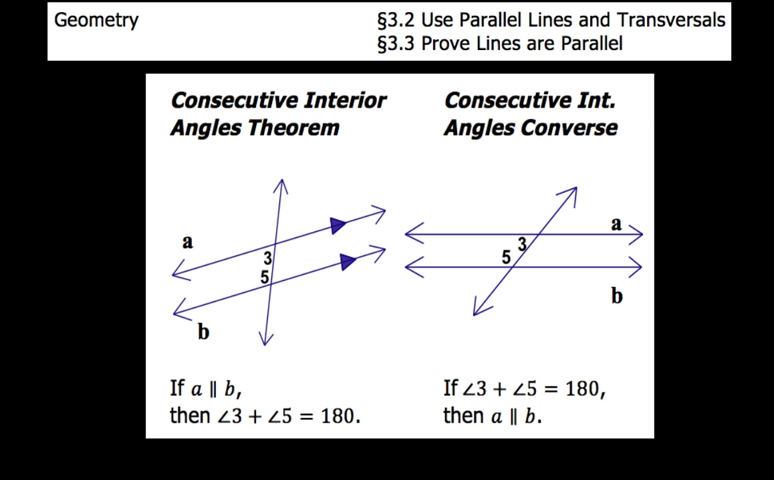 Geometry
§3.2 Use Parallel Lines and Transversals
§3.3 Prove Lines are Parallel
Consecutive Interior
Angles Theorem
a
3
5
b
If a ∥ b,
then ∠3 + ∠5 = 180.
Consecutive Int.
Angles Converse
a
3
5
b
If ∠3 + ∠5 = 180,
then a ∥ b.